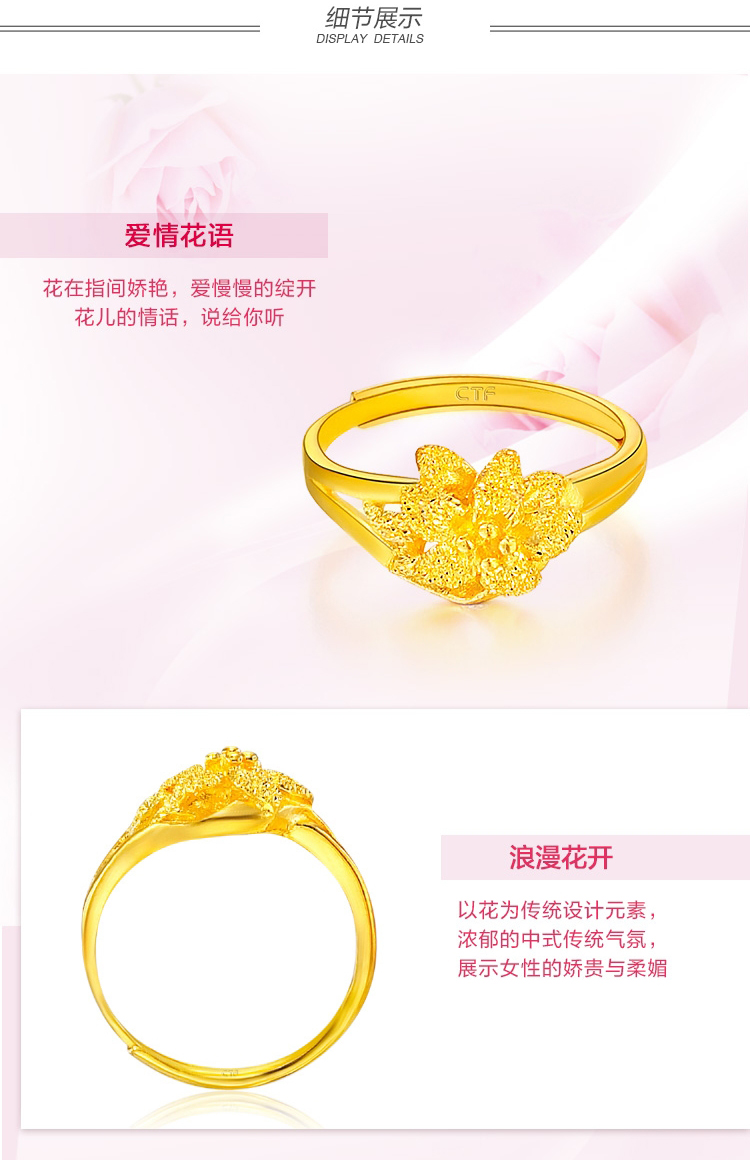 细节展示
DISPLAY DETAILS
爱情花语
花在指间娇艳，爱慢慢的绽开
花儿的情话，说给你听
CTF
浪漫花开
以花为传统设计元素，
浓郁的中式传统气氛，
展示女性的娇贵与柔媚